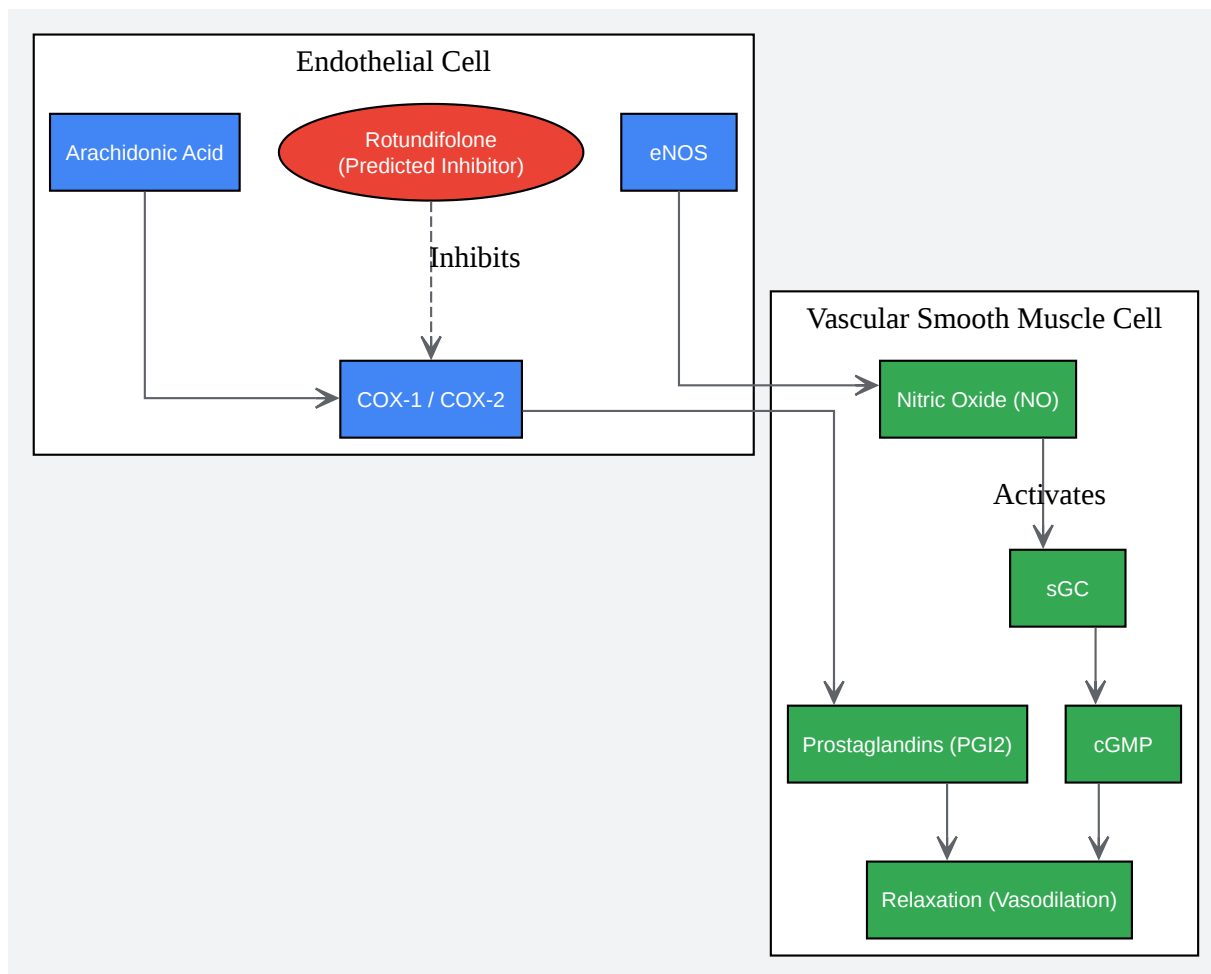 Endothelial Cell
Arachidonic Acid
Rotundifolone
(Predicted Inhibitor)
eNOS
Inhibits
COX-1 / COX-2
Vascular Smooth Muscle Cell
Nitric Oxide (NO)
Activates
sGC
Prostaglandins (PGI2)
cGMP
Relaxation (Vasodilation)